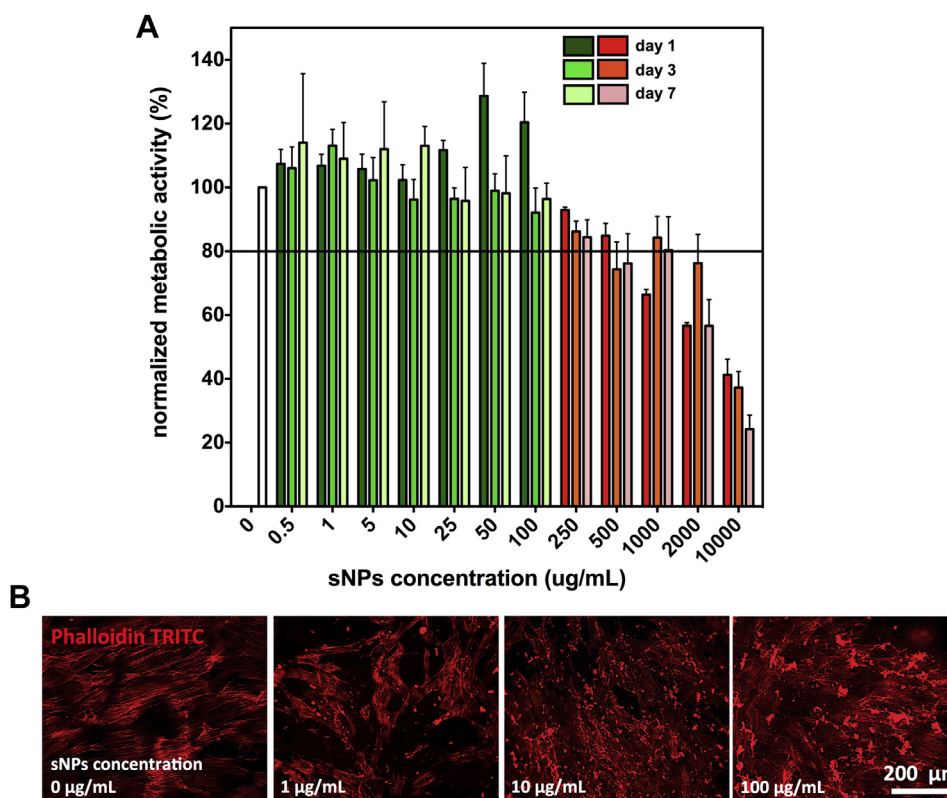 A
140
120
100
80
60
40
20
0
normalized metabolic activity (%)
day 1
day 3
day 7
0 0.5 1 5 10 25 50 100 250 500 1000 2000 10000
sNPs concentration (ug/mL)
B
Phalloidin TRITC
sNPs concentration
0 µg/mL 1 µg/mL 10 µg/mL 100 µg/mL
200 µm